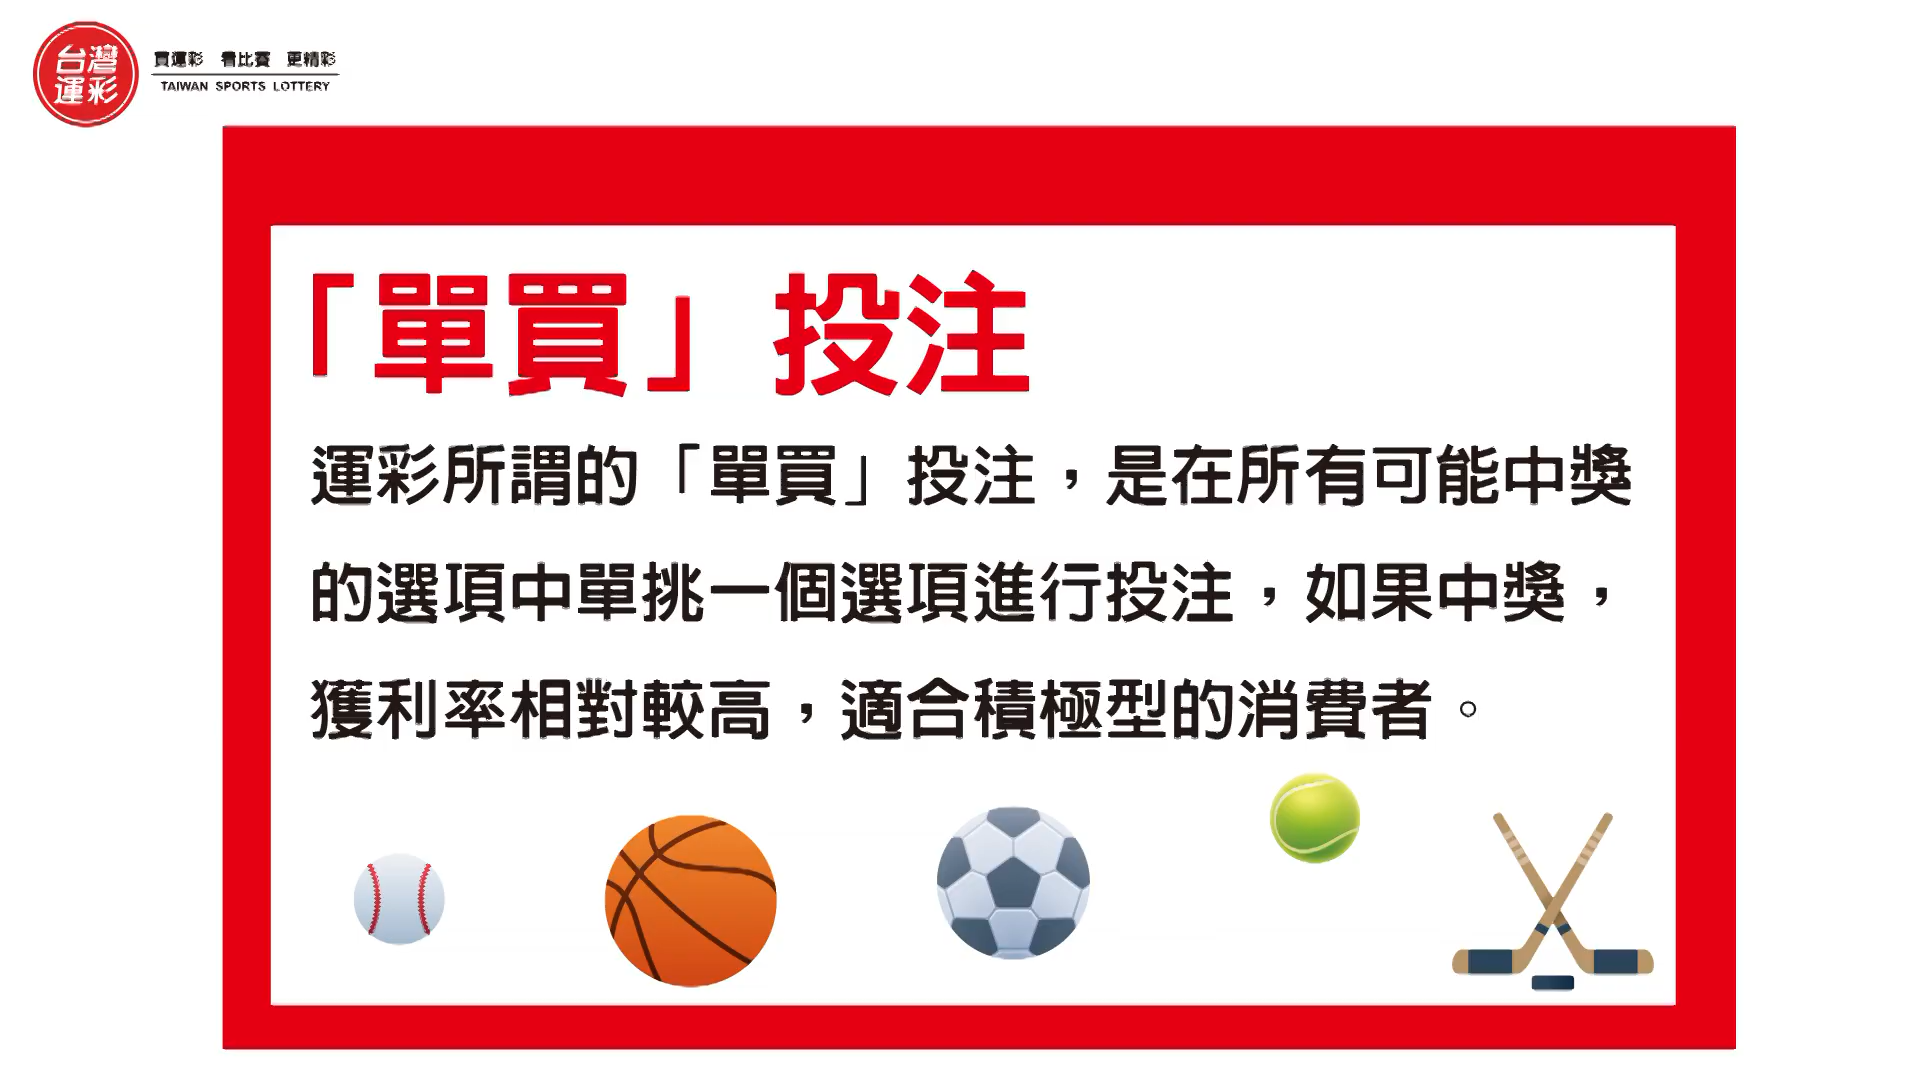 台灣
運彩
買運彩 看比賽 更精彩
TAIWAN SPORTS LOTTERY
「單買」投注
運彩所謂的「單買」投注，是在所有可能中獎
的選項中單挑一個選項進行投注，如果中獎，
獲利率相對較高，適合積極型的消費者。